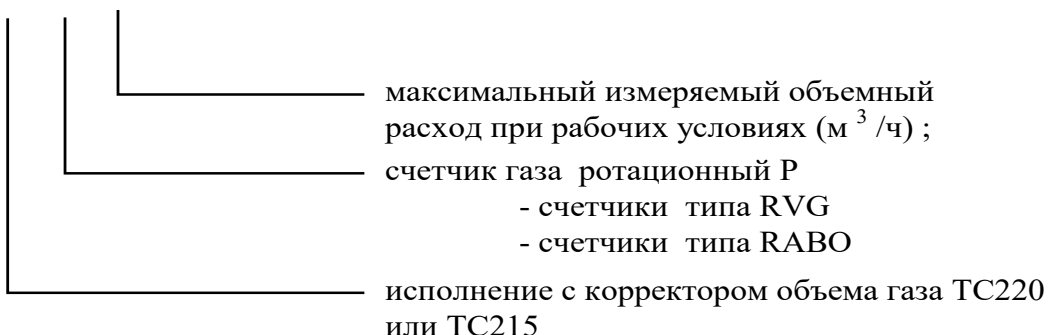 максимальный измеряемый объемный
расход при рабочих условиях (м ³ /ч) ;
счетчик газа  ротационный Р
- счетчики  типа RVG
- счетчики  типа RABO
исполнение с корректором объема газа ТС220
или ТС215